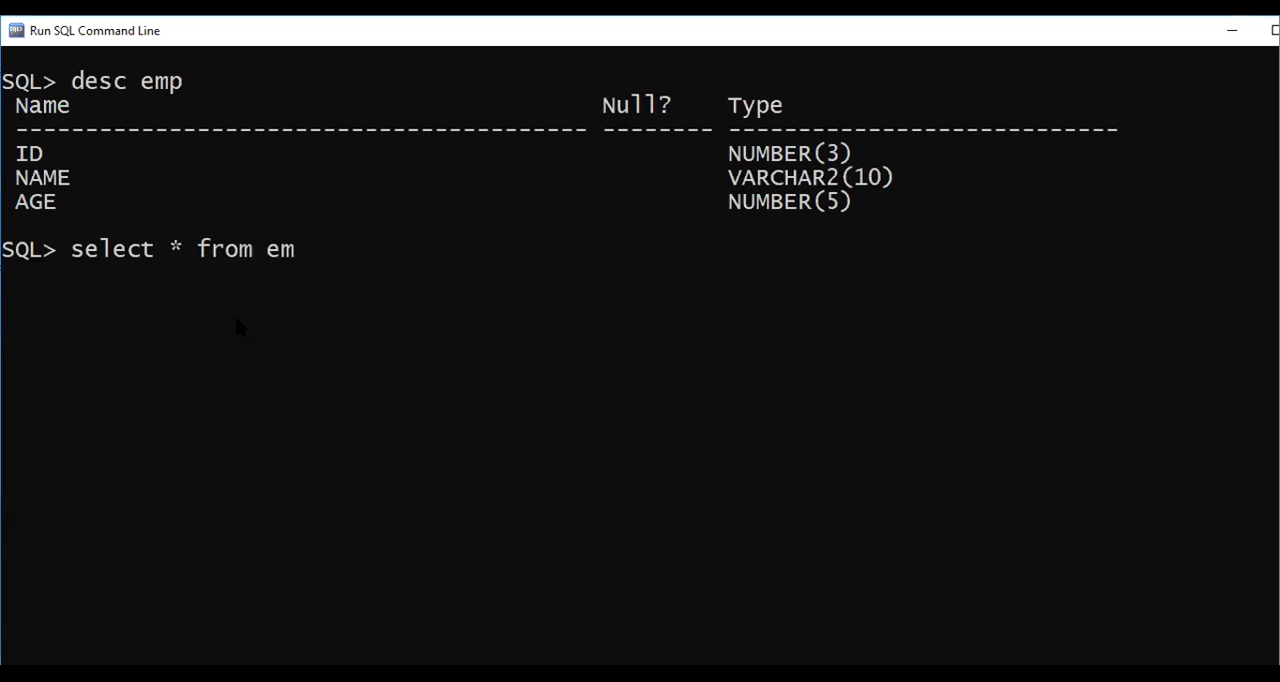 Run SQL Command Line
SQL> desc emp
Name Null? Type
----------------------------------------- -------- ----------------------------
ID NUMBER(3)
NAME VARCHAR2(10)
AGE NUMBER(5)
SQL> select * from em